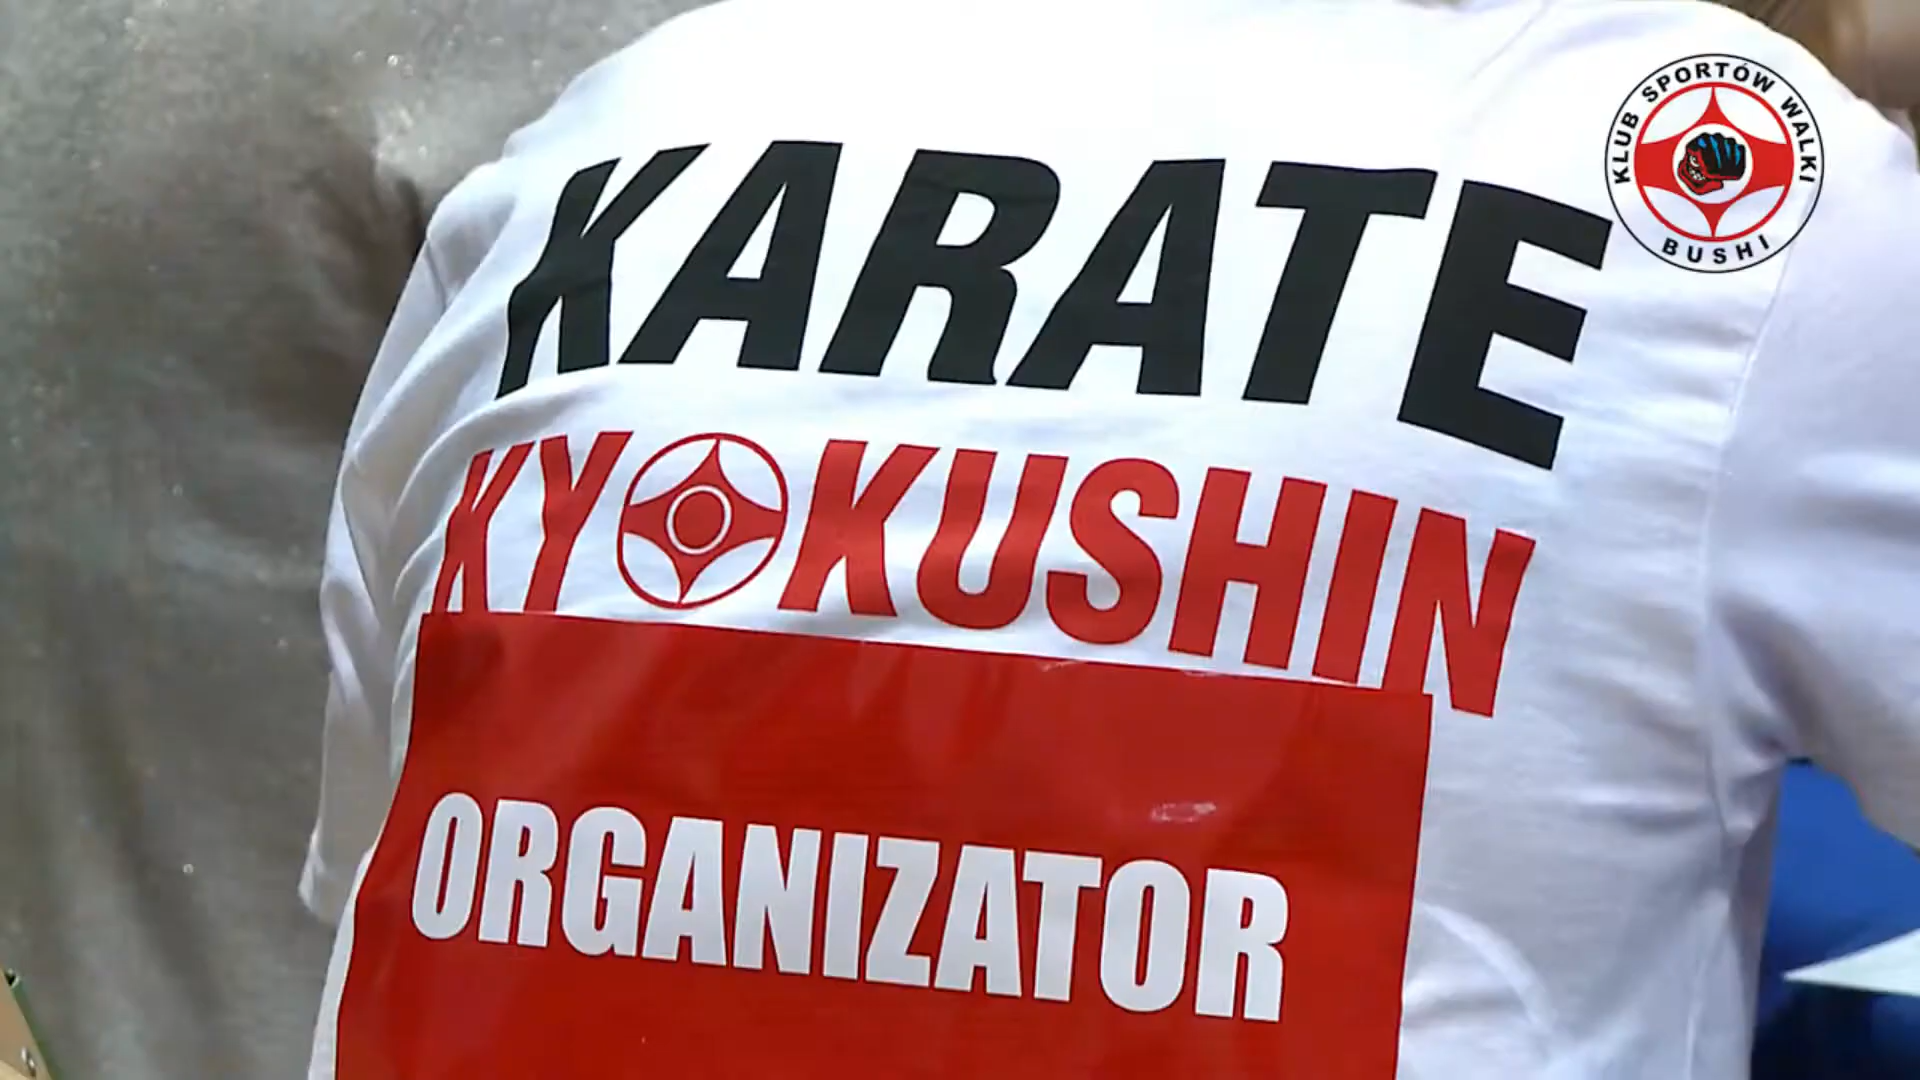 KLUB SPORTÓW WALKI
BUSHI
KARATE
KYOKUSHIN
ORGANIZATOR